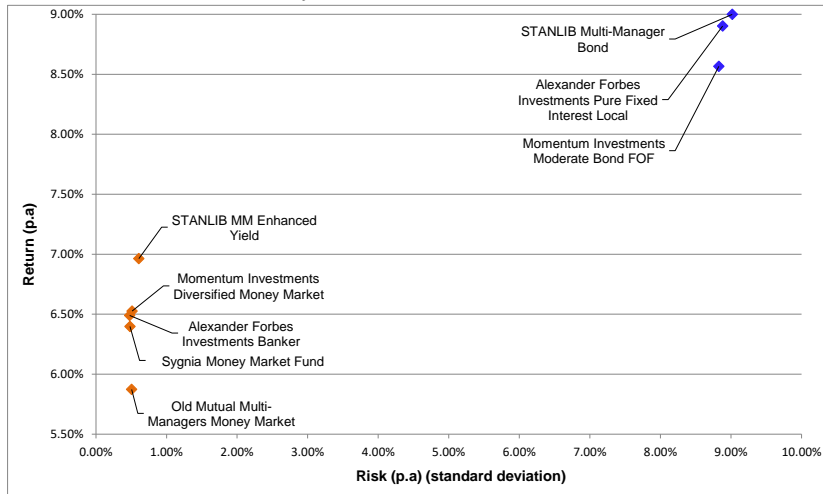 9.00%
STANLIB Multi-Manager
Bond
8.50%
Alexander Forbes
Investments Pure Fixed
Interest Local
8.00%
Momentum Investments
Moderate Bond FOF
7.50%
Return (p.a)
STANLIB MM Enhanced
Yield
7.00%
Momentum Investments
Diversified Money Market
6.50%
Alexander Forbes
Investments Banker
Sygnia Money Market Fund
6.00%
Old Mutual Multi-
Managers Money Market
5.50%
0.00% 1.00% 2.00% 3.00% 4.00% 5.00% 6.00% 7.00% 8.00% 9.00% 10.00%
Risk (p.a) (standard deviation)